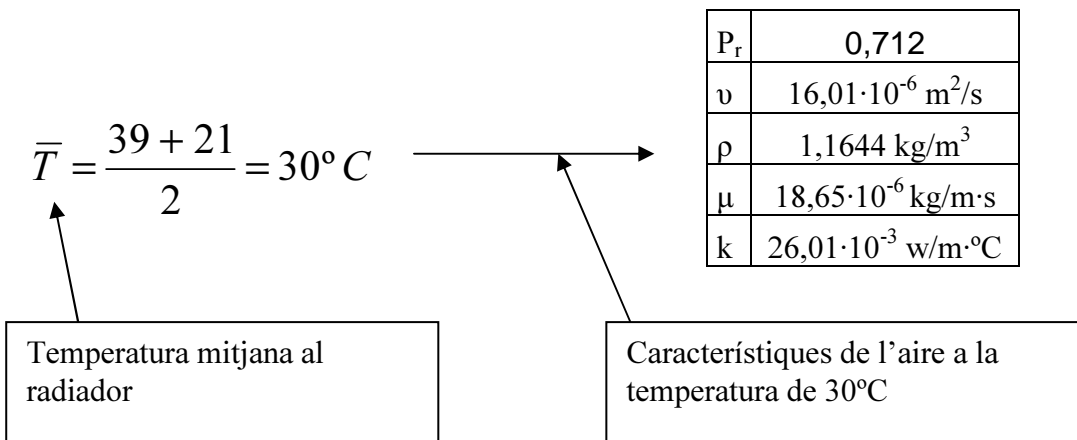 T̅ = (39 + 21)/2 = 30º C
Pr 0,712
υ 16,01·10⁻⁶ m²/s
ρ 1,1644 kg/m³
μ 18,65·10⁻⁶ kg/m·s
k 26,01·10⁻³ w/m·ºC
Temperatura mitjana al
radiador
Característiques de l’aire a la
temperatura de 30ºC